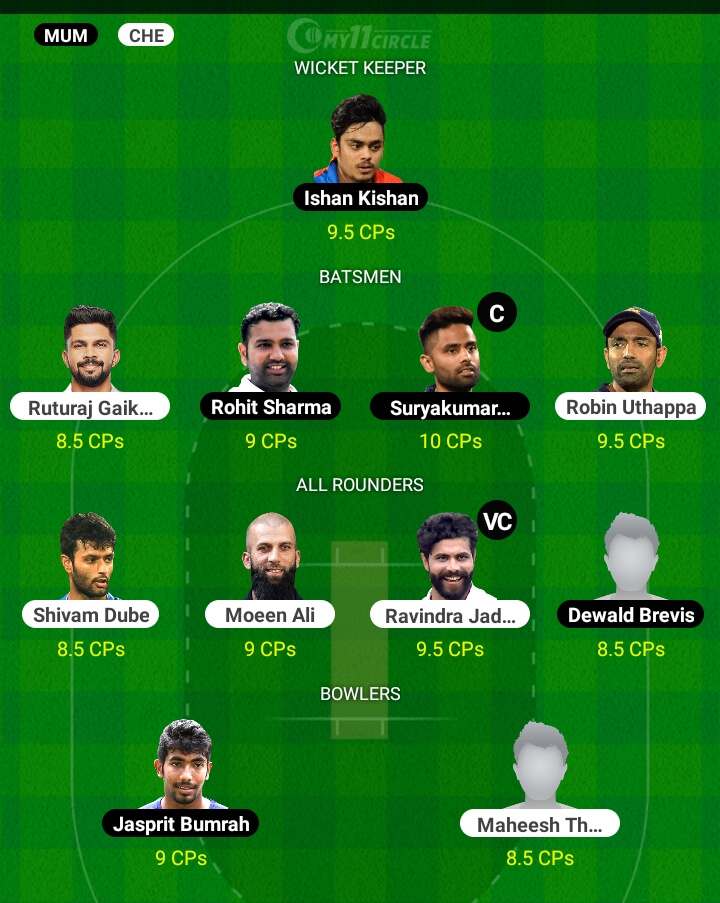 MUM CHE
MY11CIRCLE
WICKET KEEPER
Ishan Kishan
9.5 CPs
BATSMEN
C
Ruturaj Gaik... Rohit Sharma Suryakumar... Robin Uthappa
8.5 CPs 9 CPs 10 CPs 9.5 CPs
ALL ROUNDERS
VC
Shivam Dube Moeen Ali Ravindra Jad... Dewald Brevis
8.5 CPs 9 CPs 9.5 CPs 8.5 CPs
BOWLERS
Jasprit Bumrah Maheesh Th...
9 CPs 8.5 CPs